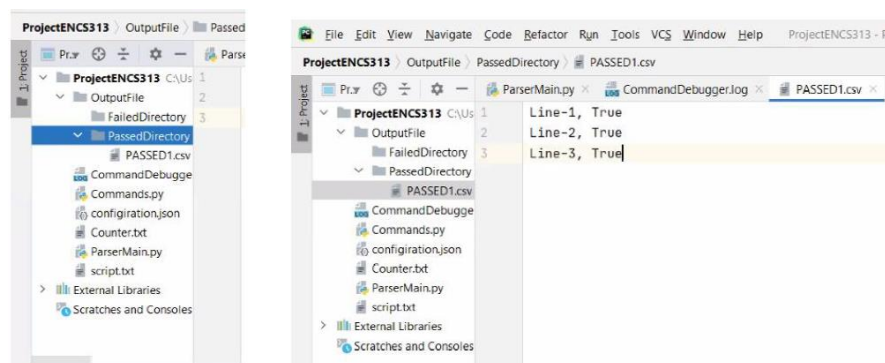 ProjectENCS313 OutputFile Passed
1: Project
Pr. Parse
ProjectENCS313 C:\Us 1
OutputFile 2
FailedDirectory 3
PassedDirectory
PASSED1.csv
CommandDebugge
Commands.py
configiration.json
Counter.txt
ParserMain.py
script.txt
External Libraries
Scratches and Consoles
File Edit View Navigate Code Refactor Run Tools VCS Window Help ProjectENCS313 -
ProjectENCS313 OutputFile PassedDirectory PASSED1.csv
1: Project
Pr. ParserMain.py CommandDebugger.log PASSED1.csv
ProjectENCS313 C:\Us 1 Line-1, True
OutputFile 2 Line-2, True
FailedDirectory 3 Line-3, True
PassedDirectory
PASSED1.csv
CommandDebugge
Commands.py
configiration.json
Counter.txt
ParserMain.py
script.txt
External Libraries
Scratches and Consoles